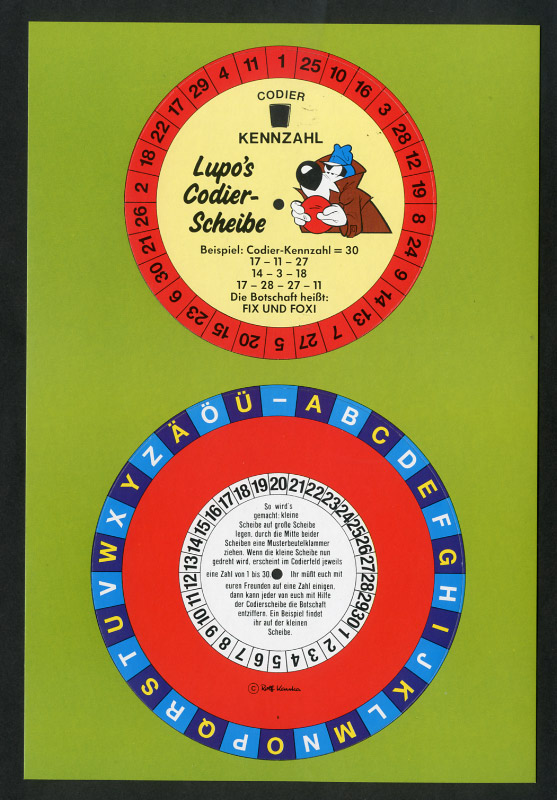 1 25 10 16 3 28 12 19 8 24 9 14 13 7 27 5 20 15 23 6 30 21 26 2 18 22 17 29 4 11
CODIER
KENNZAHL
Lupo's
Codier-
Scheibe
Beispiel: Codier-Kennzahl = 30
17 – 11 – 27
14 – 3 – 18
17 – 28 – 27 – 11
Die Botschaft heißt:
FIX UND FOXI
– A B C D E F G H I J K L M N O P Q R S T U V W X Y Z Ä Ö Ü
20 21 22 23 24 25 26 27 28 29 30 1 2 3 4 5 6 7 8 9 10 11 12 13 14 15 16 17 18 19
So wird's
gemacht: kleine
Scheibe auf große Scheibe
legen, durch die Mitte beider
Scheiben eine Musterbeutelklammer
ziehen. Wenn die kleine Scheibe nun
gedreht wird, erscheint im Codierfeld jeweils
eine Zahl von 1 bis 30 Ihr müßt euch mit
euren Freunden auf eine Zahl einigen,
dann kann jeder von euch mit Hilfe
der Codierscheibe die Botschaft
entziffern. Ein Beispiel findet
ihr auf der kleinen
Scheibe.
© Rolf Kauka